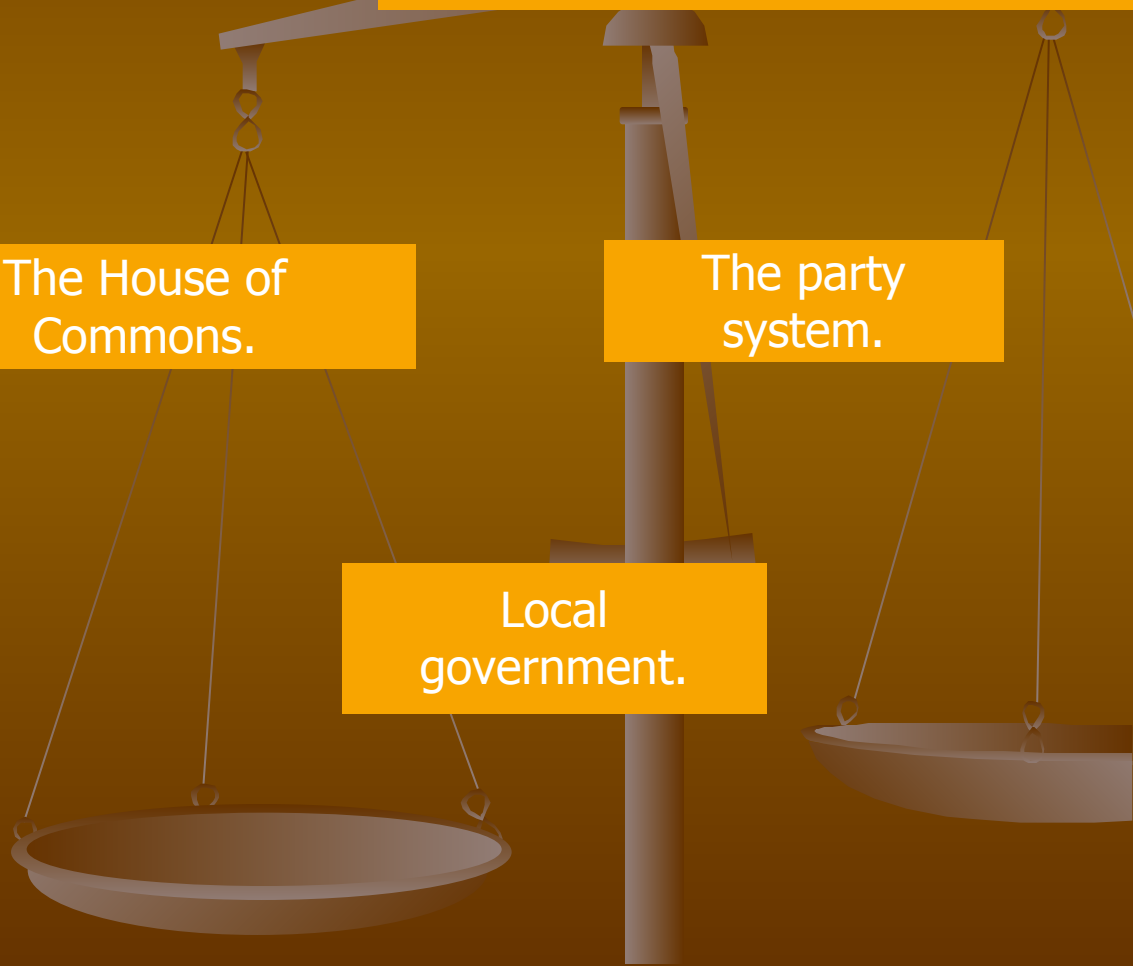 The House of
Commons.
The party
system.
Local
government.